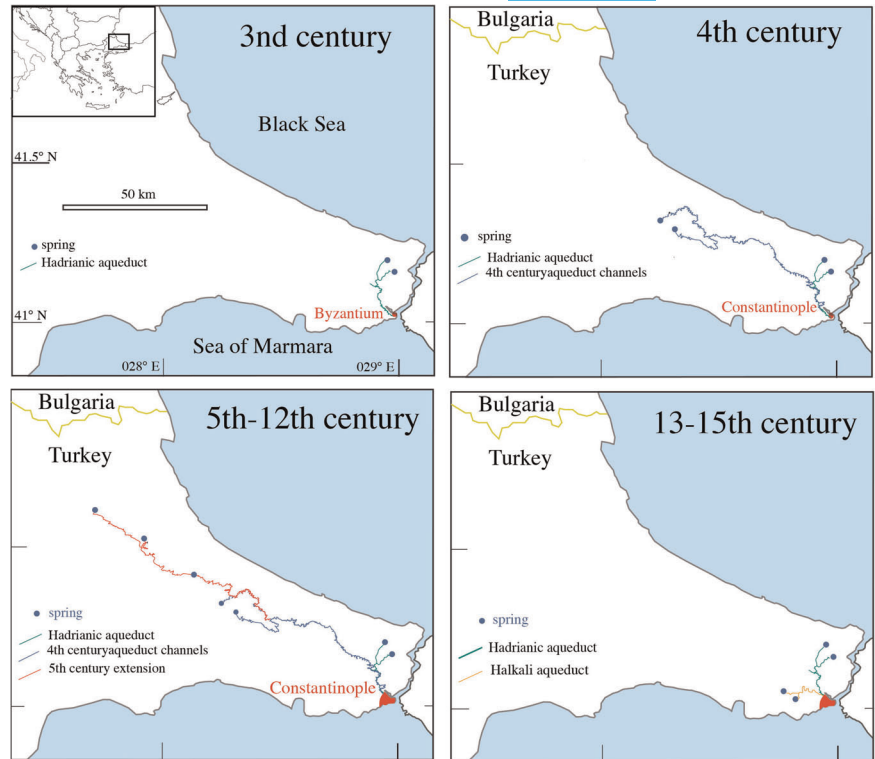 3nd century
Black Sea
41.5° N
50 km
spring
Hadrianic aqueduct
Byzantium
41° N
Sea of Marmara
028° E
029° E
Bulgaria
4th century
Turkey
spring
Hadrianic aqueduct
4th centuryaqueduct channels
Constantinople
Bulgaria
5th-12th century
Turkey
spring
Hadrianic aqueduct
4th centuryaqueduct channels
5th century extension
Constantinople
Bulgaria
13-15th century
Turkey
spring
Hadrianic aqueduct
Halkali aqueduct